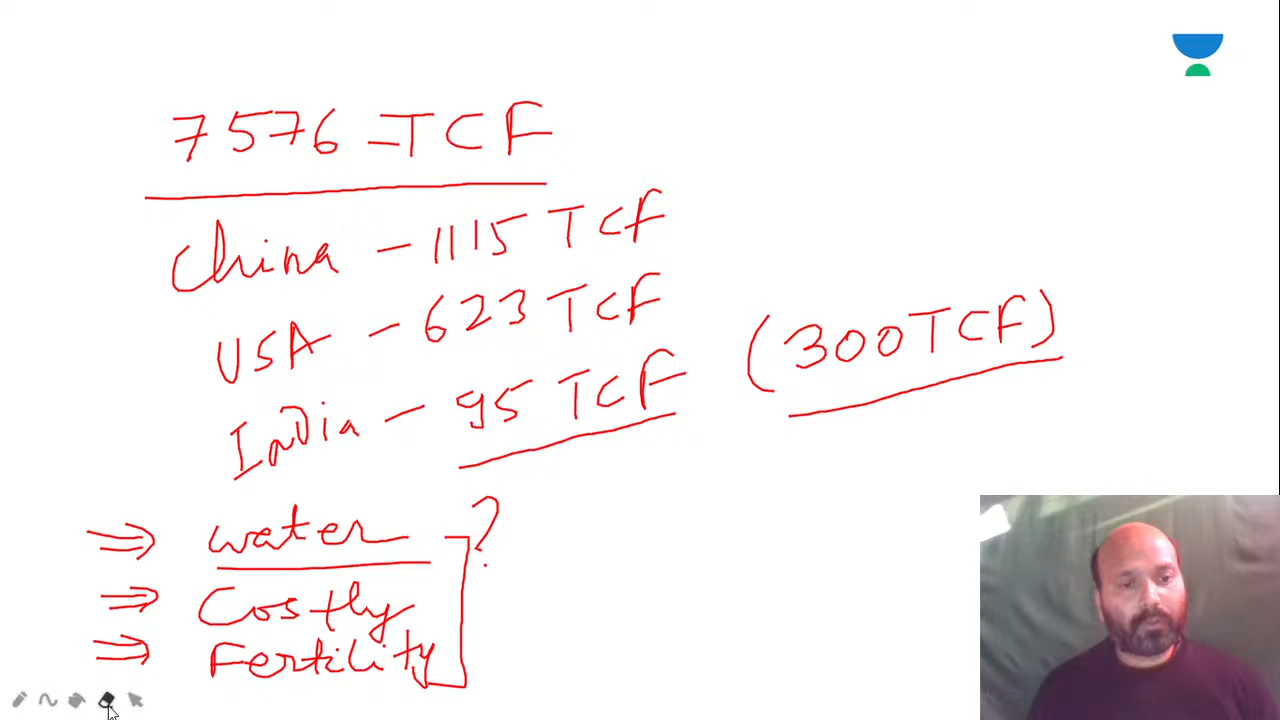 7576 =TCF
China - 1115 TCF
USA - 623 TCF
India - 95 TCF (300TCF)
⇒ water ?
⇒ Costly
⇒ Fertility